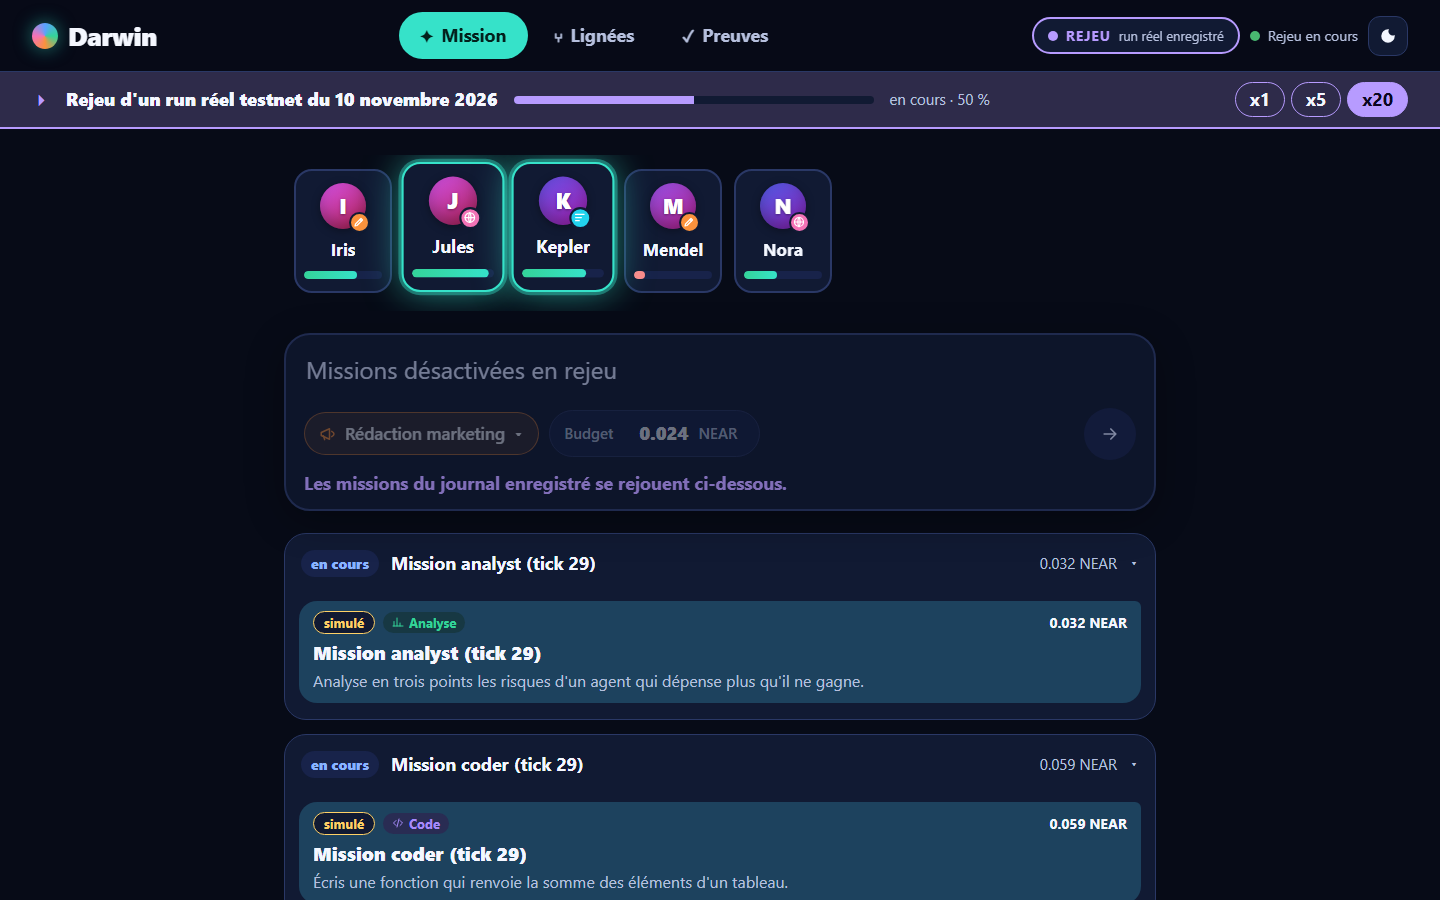 Darwin
Mission
Lignées
Preuves
REJEU run réel enregistré
Rejeu en cours
Rejeu d'un run réel testnet du 10 novembre 2026
en cours · 50 %
x1
x5
x20
I
Iris
J
Jules
K
Kepler
M
Mendel
N
Nora
Missions désactivées en rejeu
Rédaction marketing
Budget 0.024 NEAR
Les missions du journal enregistré se rejouent ci-dessous.
en cours Mission analyst (tick 29) 0.032 NEAR
simulé Analyse 0.032 NEAR
Mission analyst (tick 29)
Analyse en trois points les risques d'un agent qui dépense plus qu'il ne gagne.
en cours Mission coder (tick 29) 0.059 NEAR
simulé Code 0.059 NEAR
Mission coder (tick 29)
Écris une fonction qui renvoie la somme des éléments d'un tableau.